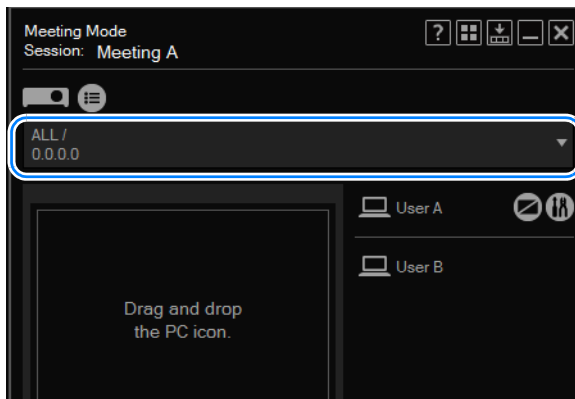 Meeting Mode
Session: Meeting A
?
ALL /
0.0.0.0
User A
User B
Drag and drop
the PC icon.